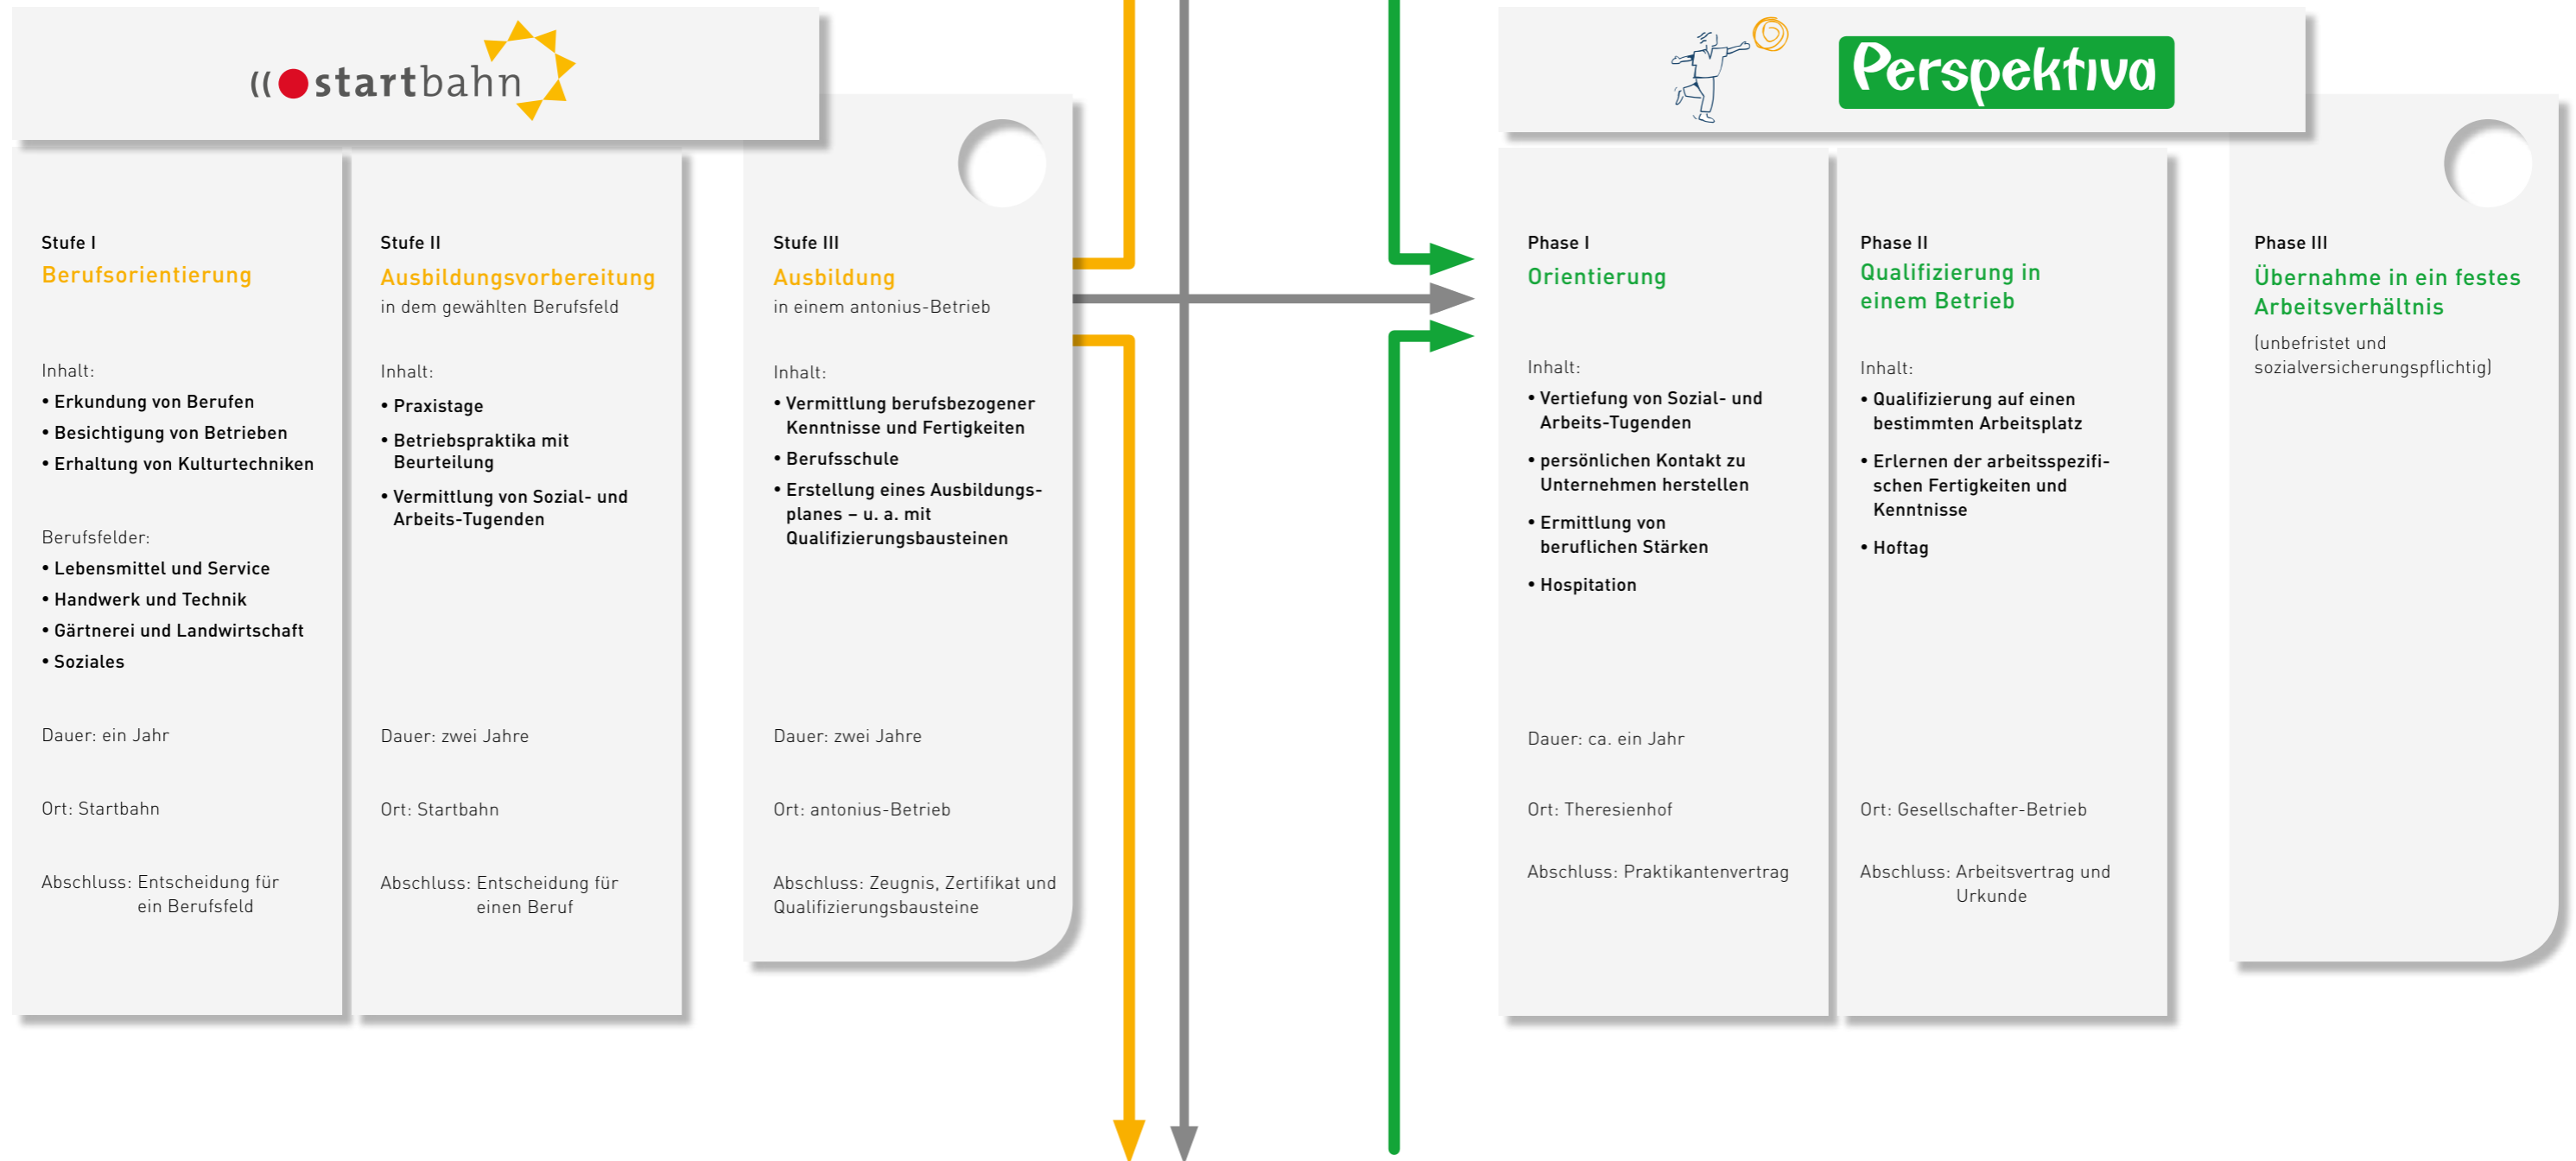 startbahn
Stufe I
Berufsorientierung
Inhalt:
• Erkundung von Berufen
• Besichtigung von Betrieben
• Erhaltung von Kulturtechniken
Berufsfelder:
• Lebensmittel und Service
• Handwerk und Technik
• Gärtnerei und Landwirtschaft
• Soziales
Dauer: ein Jahr
Ort: Startbahn
Abschluss: Entscheidung für
ein Berufsfeld
Stufe II
Ausbildungsvorbereitung
in dem gewählten Berufsfeld
Inhalt:
• Praxistage
• Betriebspraktika mit
Beurteilung
• Vermittlung von Sozial- und
Arbeits-Tugenden
Dauer: zwei Jahre
Ort: Startbahn
Abschluss: Entscheidung für
einen Beruf
Stufe III
Ausbildung
in einem antonius-Betrieb
Inhalt:
• Vermittlung berufsbezogener
Kenntnisse und Fertigkeiten
• Berufsschule
• Erstellung eines Ausbildungs-
planes – u. a. mit
Qualifizierungsbausteinen
Dauer: zwei Jahre
Ort: antonius-Betrieb
Abschluss: Zeugnis, Zertifikat und
Qualifizierungsbausteine
Perspektiva
Phase I
Orientierung
Inhalt:
• Vertiefung von Sozial- und
Arbeits-Tugenden
• persönlichen Kontakt zu
Unternehmen herstellen
• Ermittlung von
beruflichen Stärken
• Hospitation
Dauer: ca. ein Jahr
Ort: Theresienhof
Abschluss: Praktikantenvertrag
Phase II
Qualifizierung in
einem Betrieb
Inhalt:
• Qualifizierung auf einen
bestimmten Arbeitsplatz
• Erlernen der arbeitsspezifi-
schen Fertigkeiten und
Kenntnisse
• Hoftag
Ort: Gesellschafter-Betrieb
Abschluss: Arbeitsvertrag und
Urkunde
Phase III
Übernahme in ein festes
Arbeitsverhältnis
(unbefristet und
sozialversicherungspflichtig)